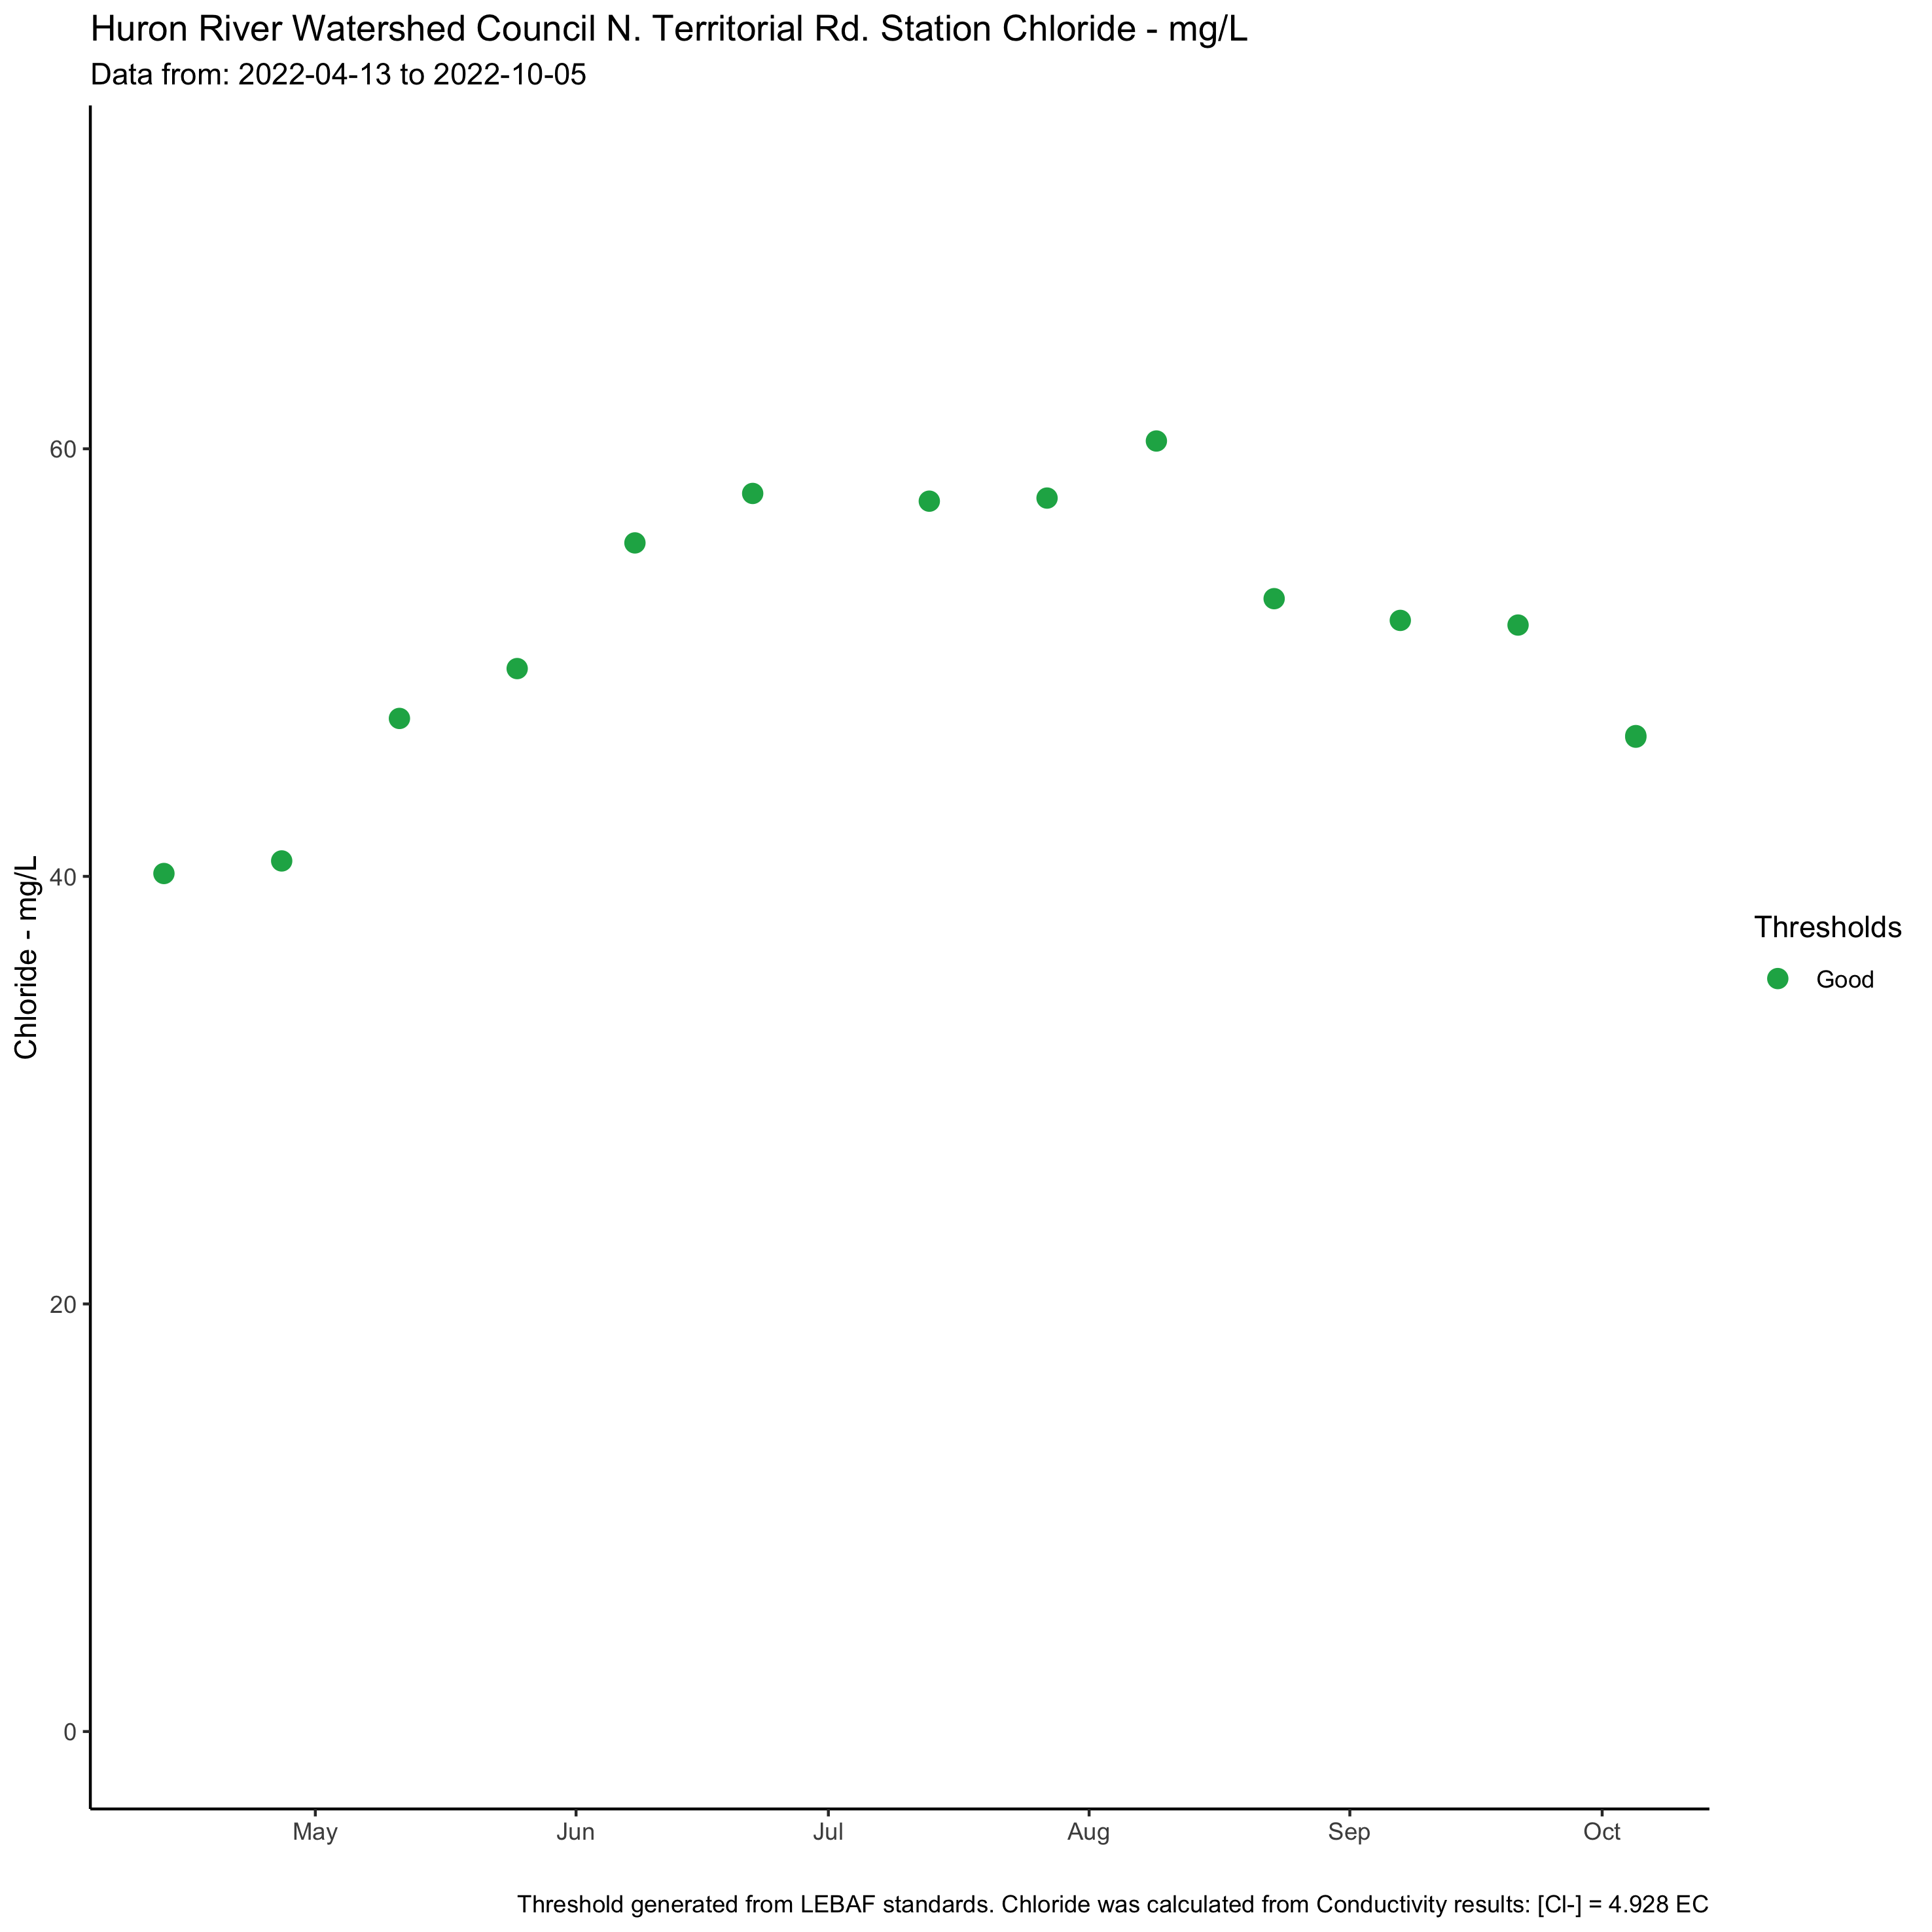 Huron River Watershed Council N. Territorial Rd. Station Chloride - mg/L
Data from: 2022-04-13 to 2022-10-05
Chloride - mg/L
60
40
20
0
May Jun Jul Aug Sep Oct
Thresholds
Good
Threshold generated from LEBAF standards. Chloride was calculated from Conductivity results: [Cl-] = 4.928 EC